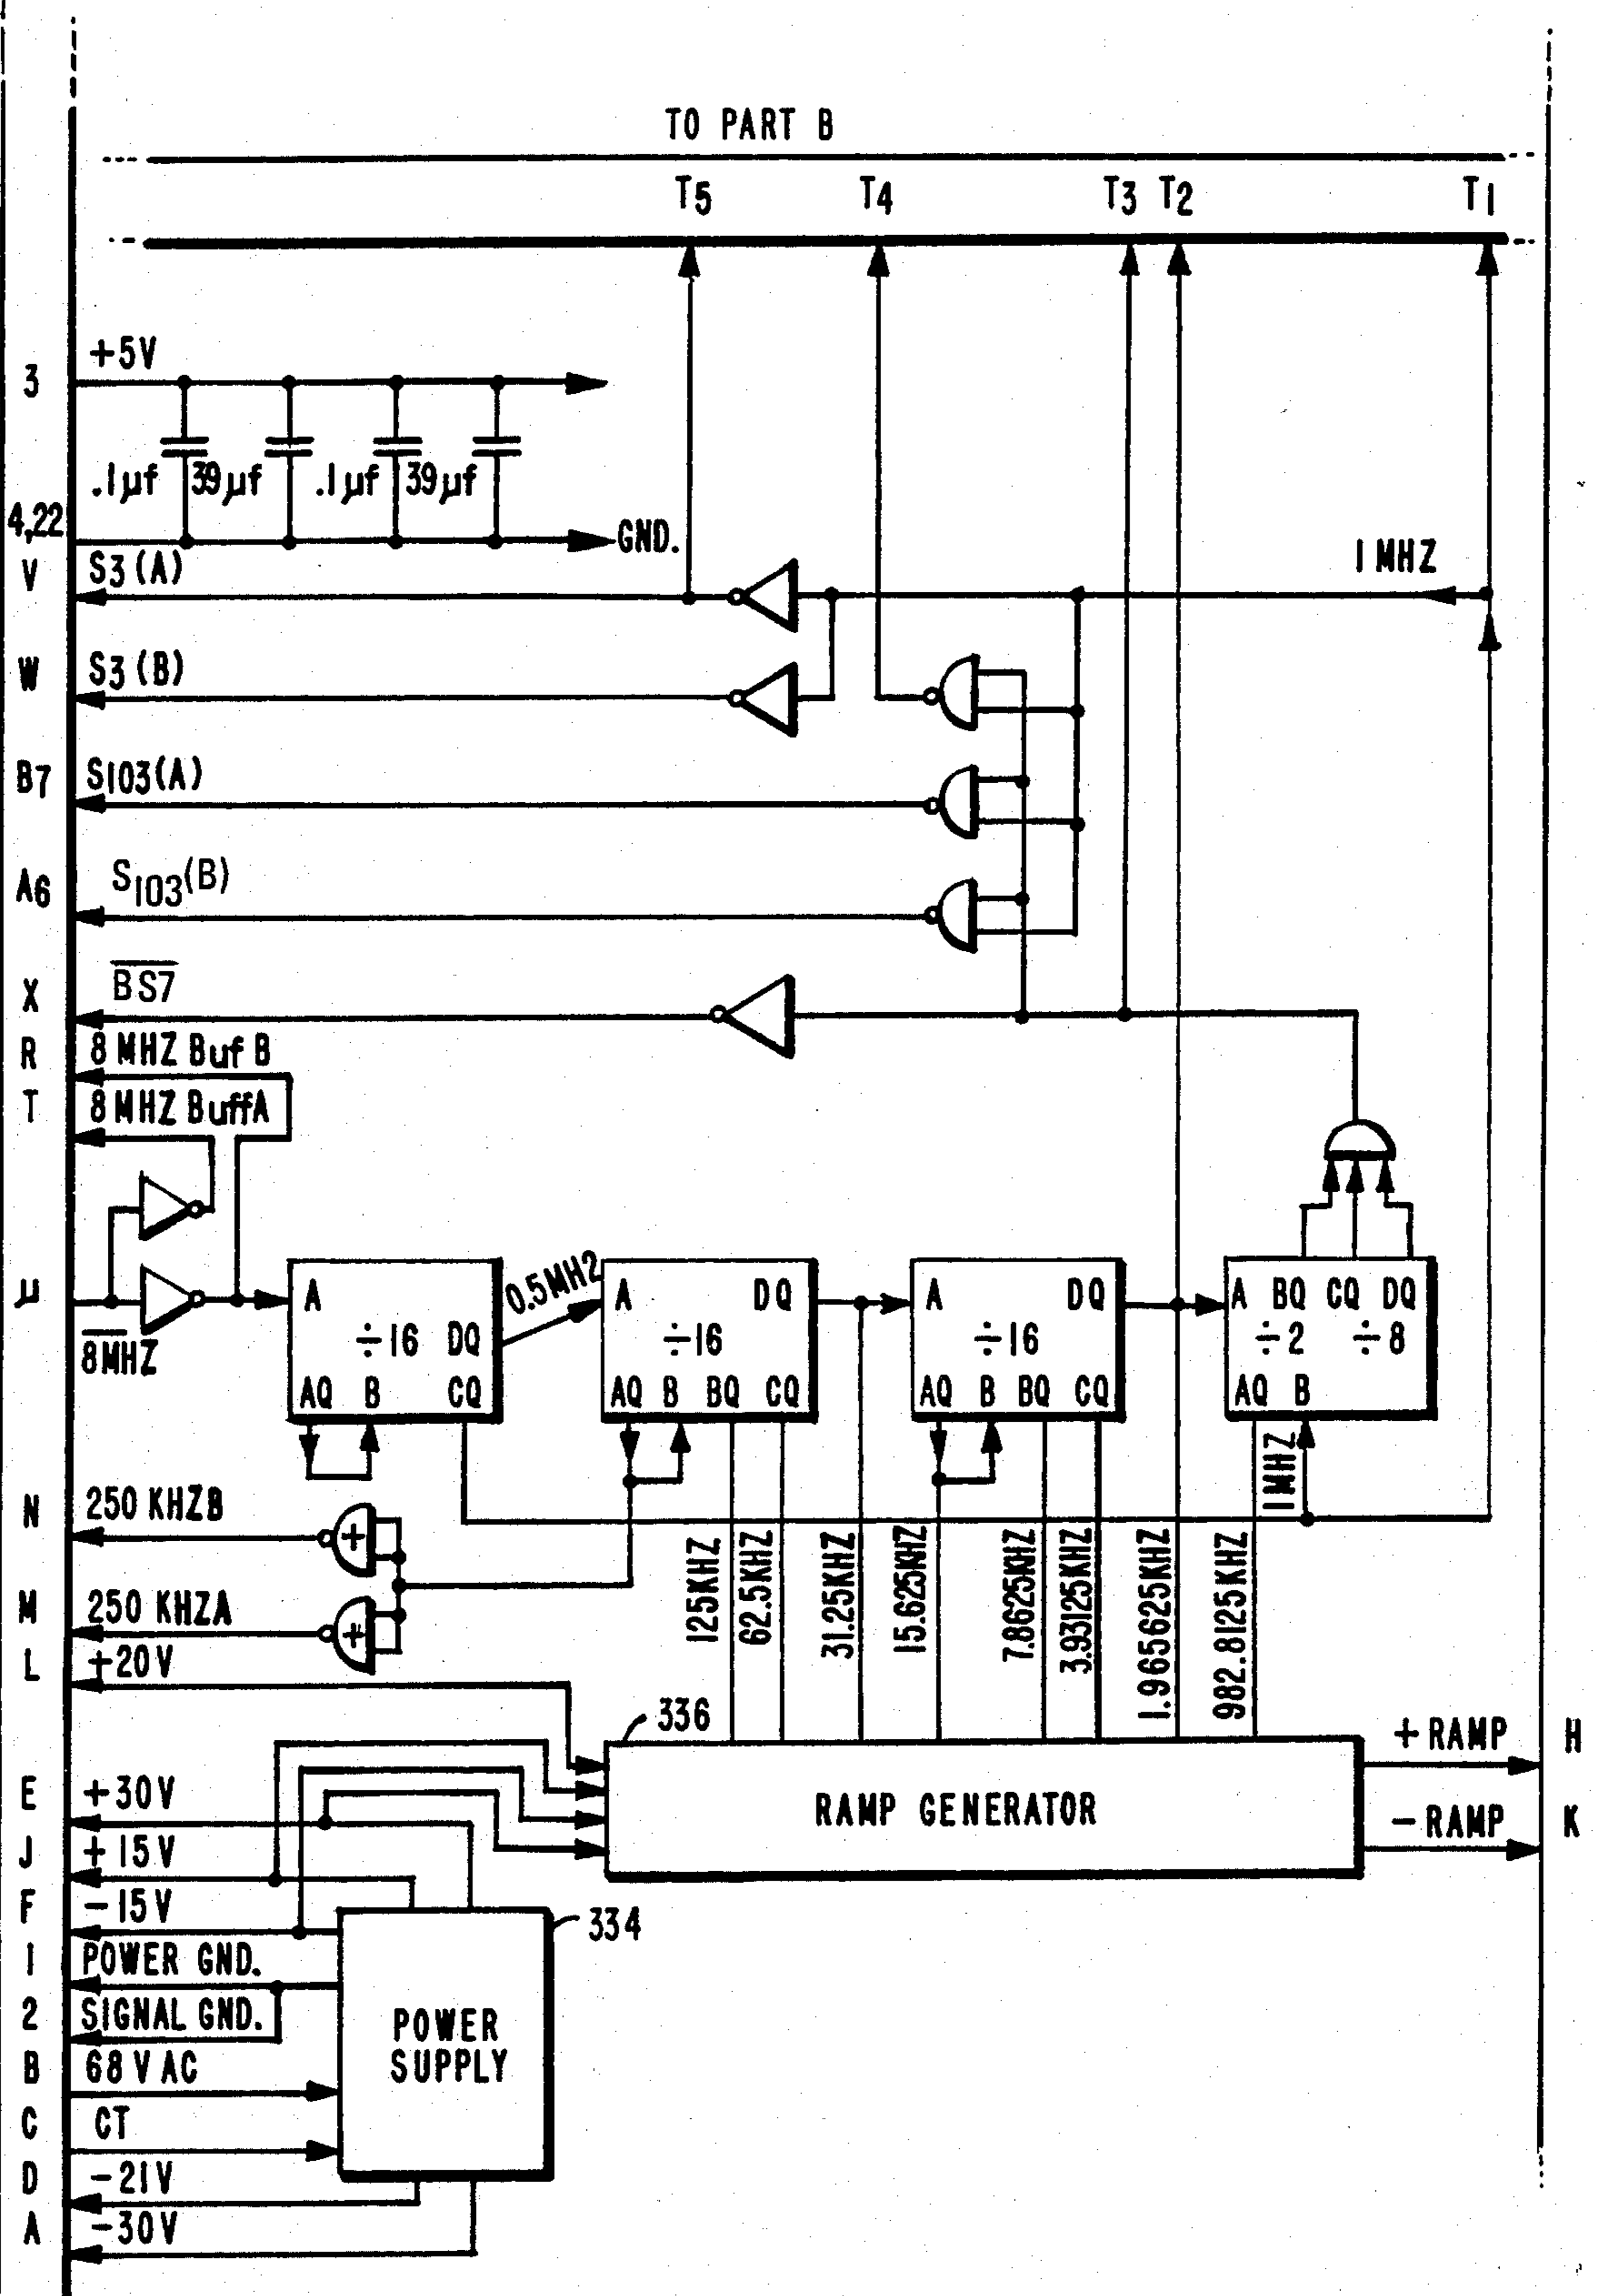 TO PART B
T5 T4 T3 T2 T1
3 +5V
.1µf 39µf .1µf 39µf
4,22 GND.
V S3(A) 1 MHZ
W S3(B)
B7 S103(A)
A6 S103(B)
X BS7
R 8 MHZ Buf B
T 8 MHZ BuffA
µ 8MHZ
A ÷16 DQ AQ B CQ
0.5MHZ
A DQ ÷16 AQ B BQ CQ
A DQ ÷16 AQ B BQ CQ
A BQ CQ DQ ÷2 ÷8 AQ B
1MHZ
N 250 KHZB
+
M 250 KHZA
+
125KHZ 62.5KHZ 31.25KHZ 15.625KHZ 7.8625KHZ 3.93125KHZ 1.965625KHZ 982.8125KHZ
L +20V
336
RAMP GENERATOR
+RAMP H
-RAMP K
E +30V
J +15V
F -15V
334
1 POWER GND.
2 SIGNAL GND.
POWER
SUPPLY
B 68VAC
C CT
D -21V
A -30V